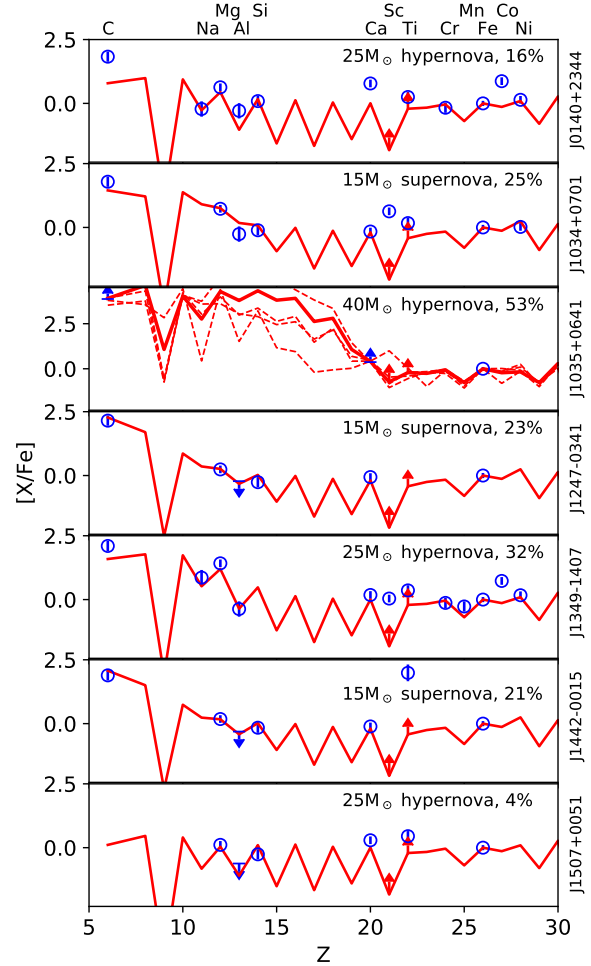 Mg Si Sc Mn Co
C Na Al Ca Ti Cr Fe Ni
2.5
25M⊙ hypernova, 16%
0.0
J0140+2344
2.5
15M⊙ supernova, 25%
0.0
J1034+0701
40M⊙ hypernova, 53%
2.5
0.0
J1035+0641
2.5
15M⊙ supernova, 23%
0.0
J1247-0341
2.5
25M⊙ hypernova, 32%
0.0
J1349-1407
2.5
15M⊙ supernova, 21%
0.0
J1442-0015
2.5
25M⊙ hypernova, 4%
0.0
J1507+0051
[X/Fe]
5 10 15 20 25 30
Z